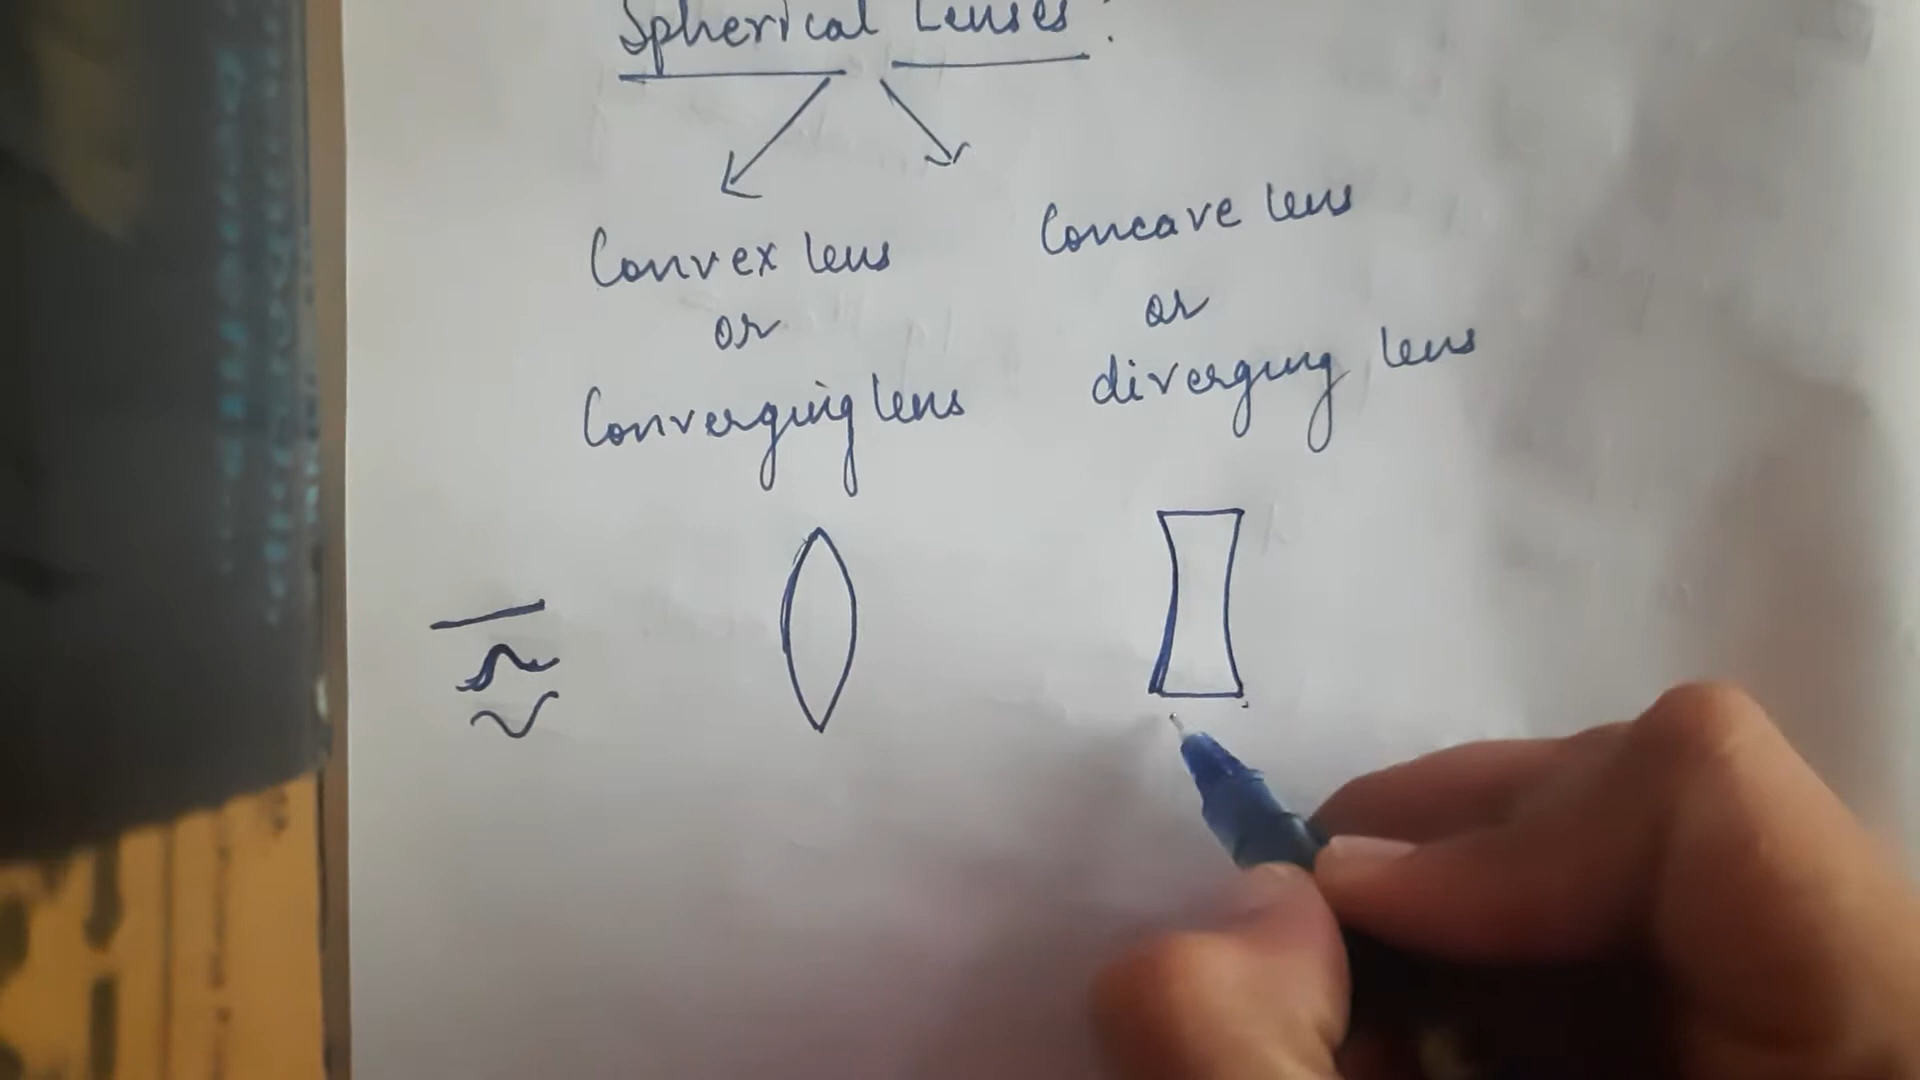 Spherical Lenses:
Convex lens
or
Converging lens
Concave lens
or
diverging lens